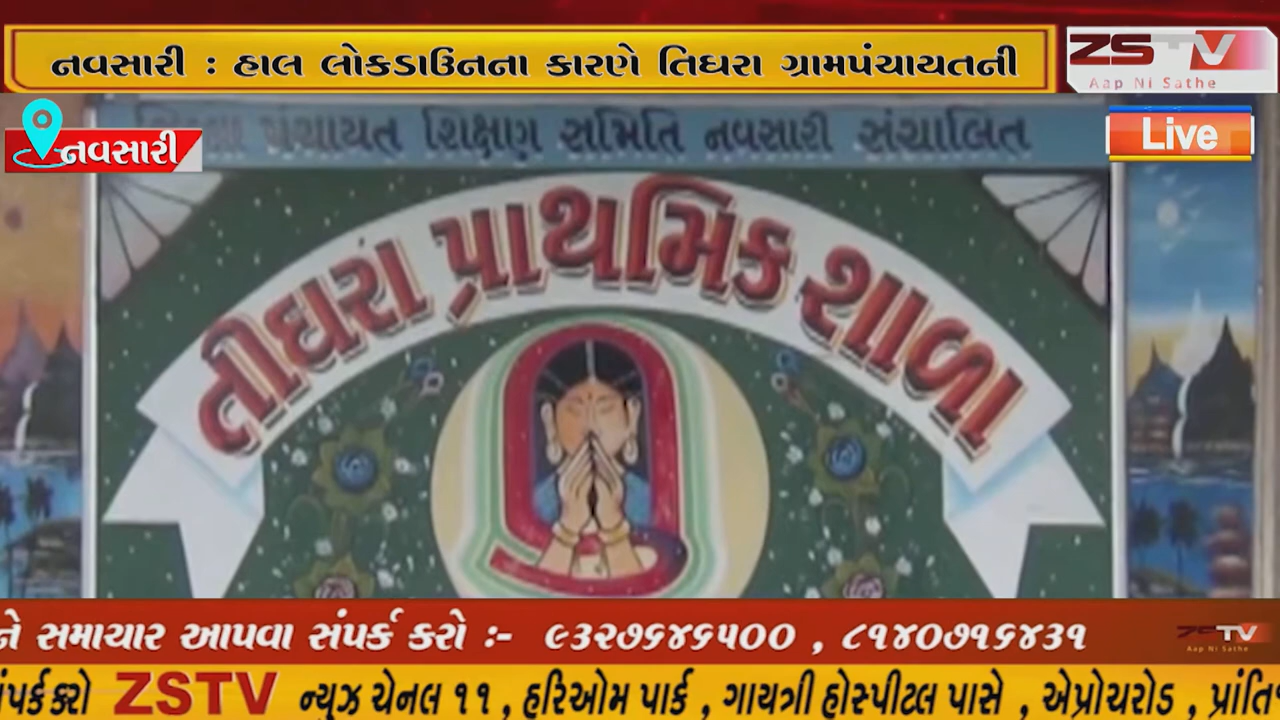 નવસારી : હાલ લોકડાઉનના કારણે તિઘરા ગ્રામપંચાયતની
ZSTV
Aap Ni Sathe
નવસારી
Live
પંચાયત શિક્ષણ સમિતિ નવસારી સંચાલિત
તીઘરા પ્રાથમિક શાળા
ને સમાચાર આપવા સંપર્ક કરો :- ૯૩૨૭૬૪૬૫૦૦ , ૮૧૪૦૭૧૬૪૩૧
ZSTV
Aap Ni Sathe
સંપર્ક કરો ZSTV ન્યુઝ ચેનલ ૧૧ , હરિઓમ પાર્ક , ગાયત્રી હોસ્પીટલ પાસે , એપ્રોચરોડ , પ્રાંતિ